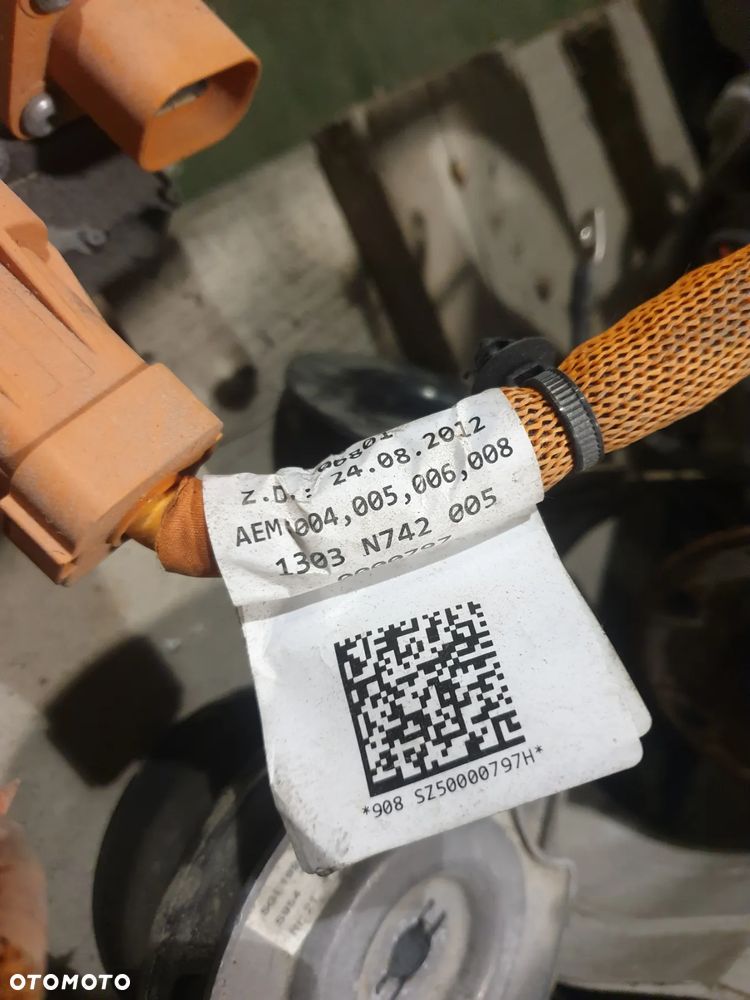 Z.D.: 24.08.2012
AEM 004,005,006,008
1303 N742 005
*908 SZ50000797H*
OTOMOTO